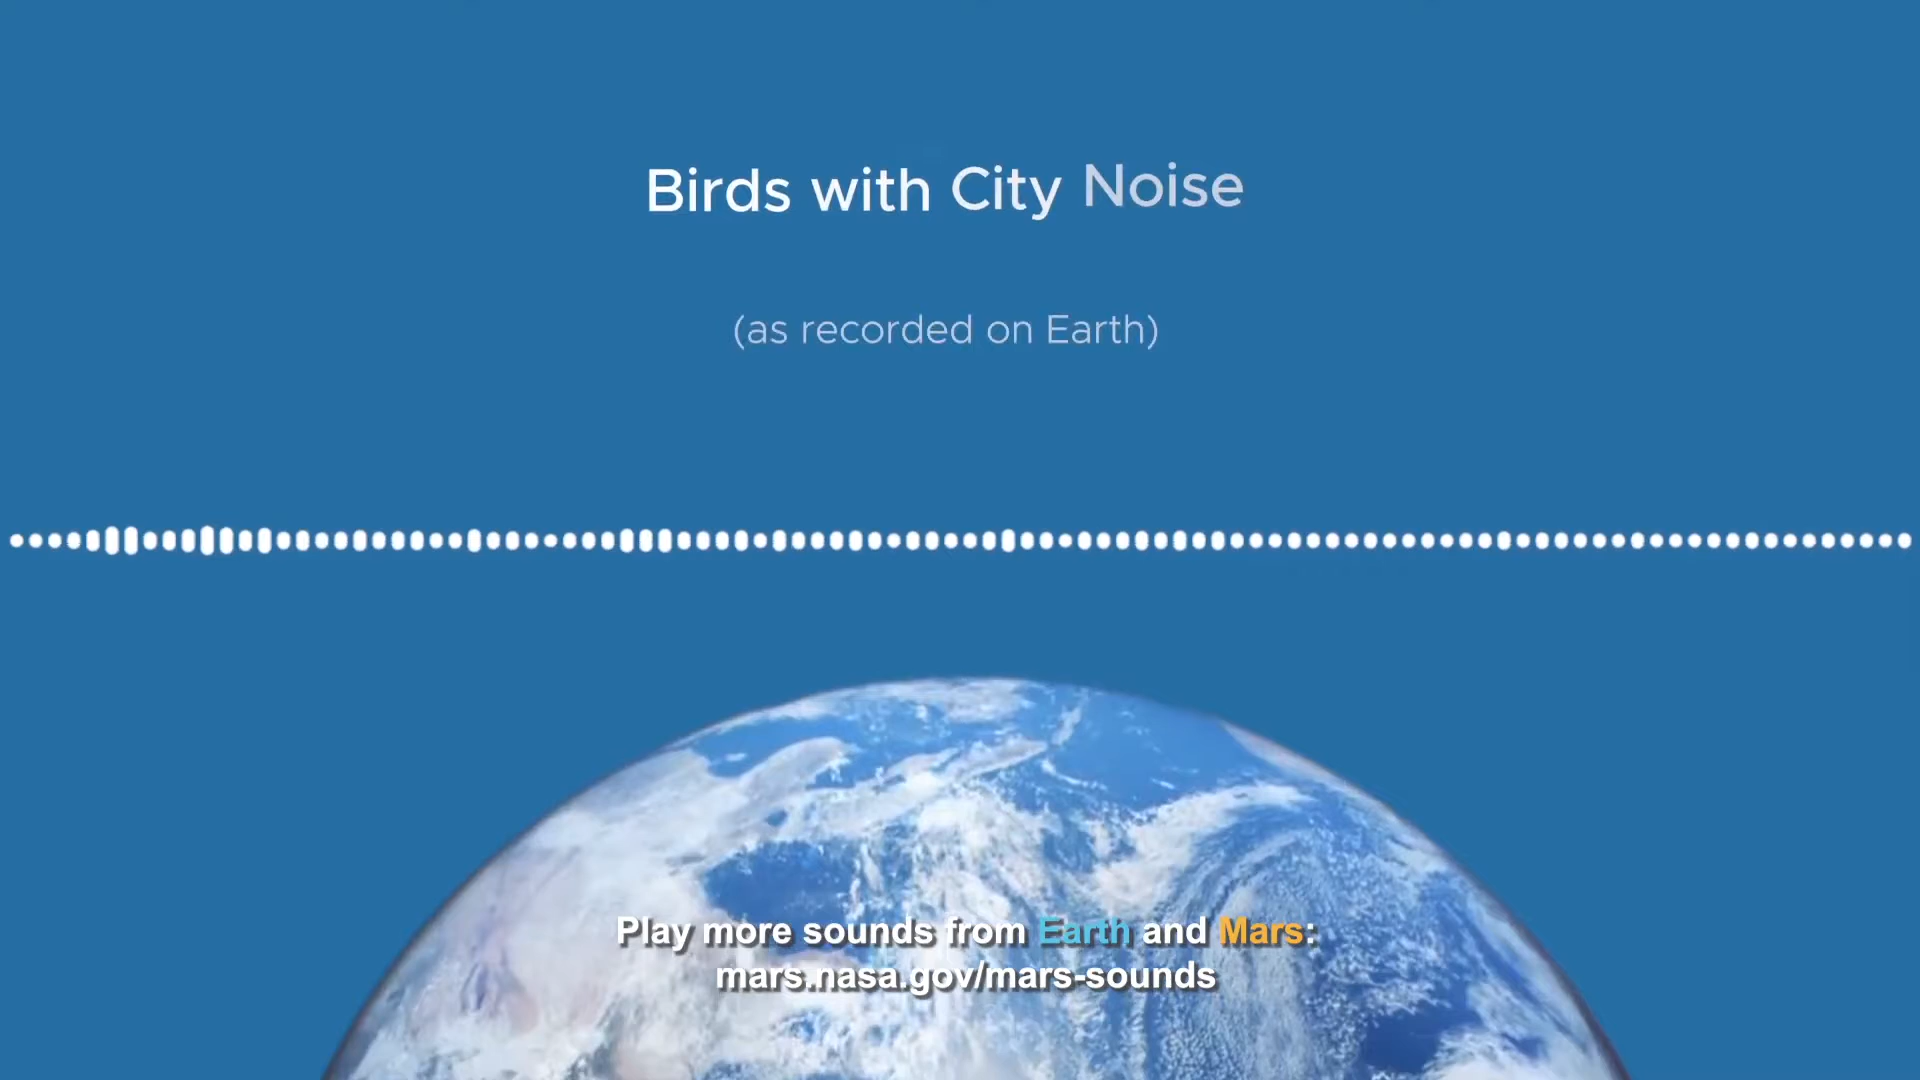 Birds with City Noise
(as recorded on Earth)
Play more sounds from Earth and Mars:
mars.nasa.gov/mars-sounds